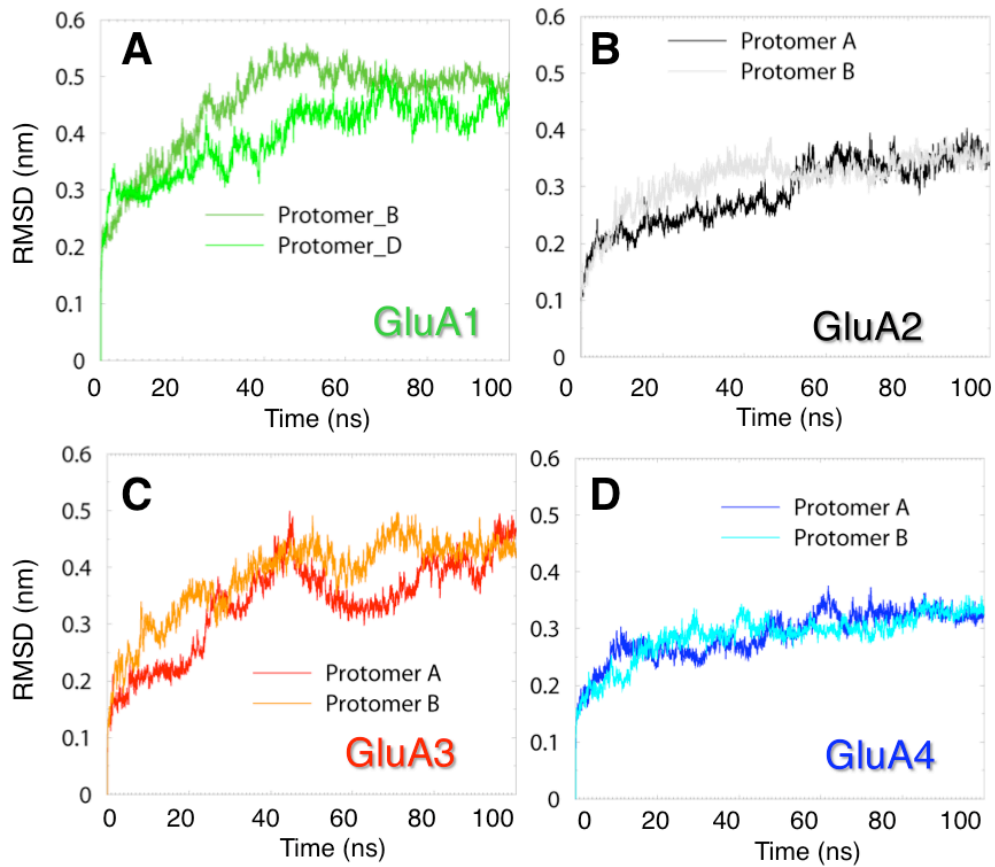 A
0.6
0.5
0.4
0.3
0.2
0.1
0
RMSD (nm)
Protomer_B
Protomer_D
GluA1
0 20 40 60 80 100
Time (ns)
B
0.6
0.5
0.4
0.3
0.2
0.1
0
Protomer A
Protomer B
GluA2
0 20 40 60 80 100
Time (ns)
C
0.6
0.5
0.4
0.3
0.2
0.1
0
RMSD (nm)
Protomer A
Protomer B
GluA3
0 20 40 60 80 100
Time (ns)
D
0.6
0.5
0.4
0.3
0.2
0.1
0
Protomer A
Protomer B
GluA4
0 20 40 60 80 100
Time (ns)